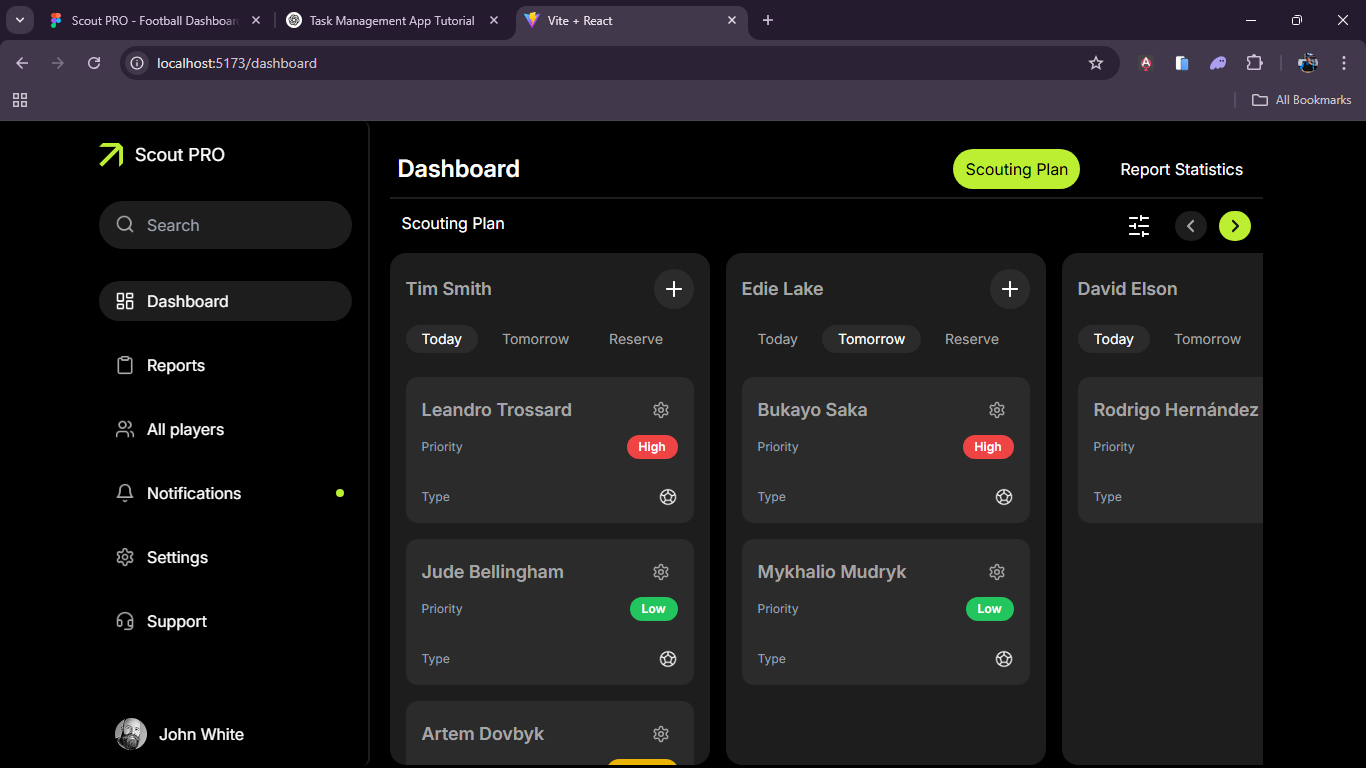 Scout PRO - Football Dashboar
Task Management App Tutorial
Vite + React
localhost:5173/dashboard
All Bookmarks
Scout PRO
Search
Dashboard
Reports
All players
Notifications
Settings
Support
John White
Dashboard
Scouting Plan
Report Statistics
Scouting Plan
Tim Smith
Today Tomorrow Reserve
Leandro Trossard
Priority High
Type
Jude Bellingham
Priority Low
Type
Artem Dovbyk
Edie Lake
Today Tomorrow Reserve
Bukayo Saka
Priority High
Type
Mykhalio Mudryk
Priority Low
Type
David Elson
Today Tomorrow
Rodrigo Hernández
Priority
Type